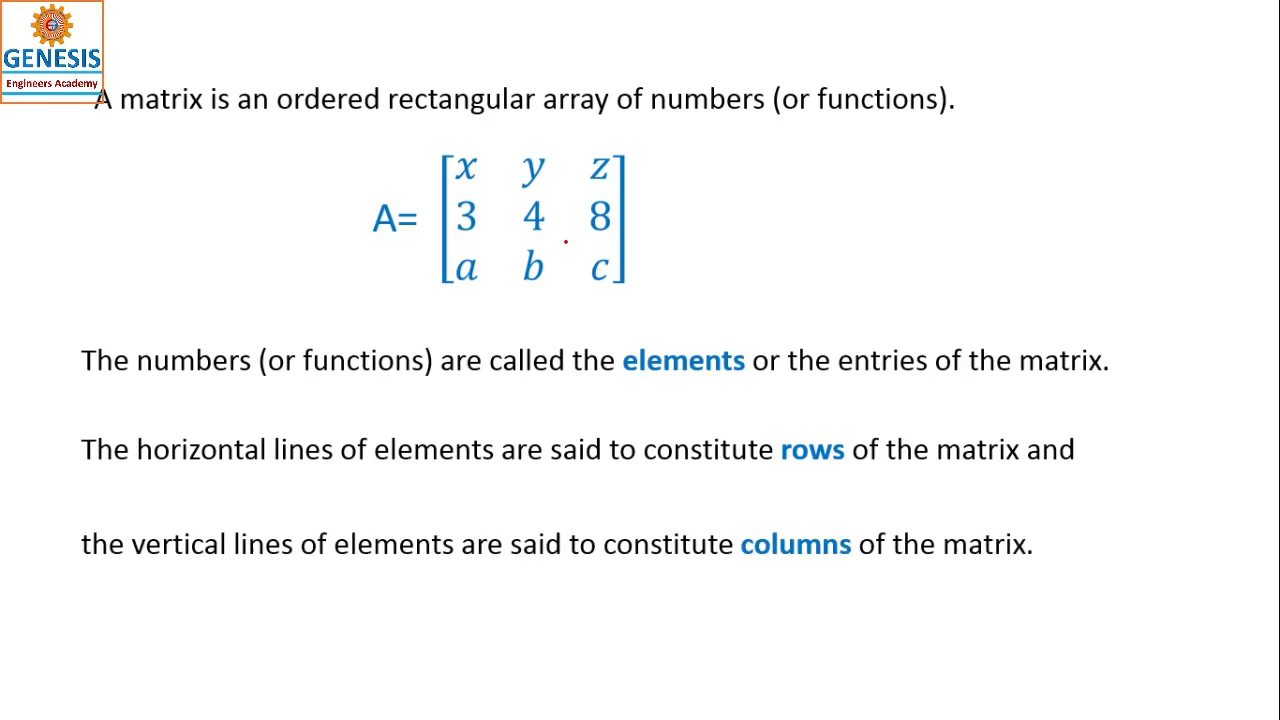 GENESIS
Engineers Academy
A matrix is an ordered rectangular array of numbers (or functions).
x y z
A= 3 4 8
a b c
The numbers (or functions) are called the elements or the entries of the matrix.
The horizontal lines of elements are said to constitute rows of the matrix and
the vertical lines of elements are said to constitute columns of the matrix.